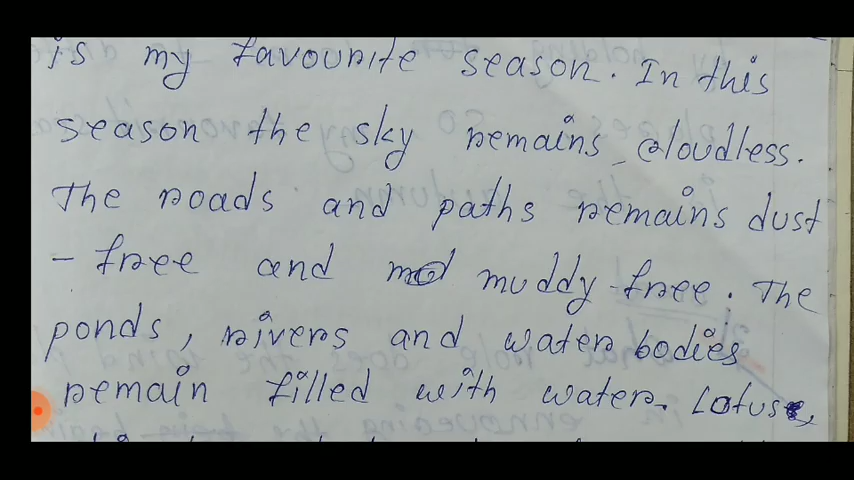 is my favourite season. In this
season the sky remains cloudless.
The roads and paths remains dust
- free and muddy-free. The
ponds, rivers and water bodies
remain filled with water. Lotus,